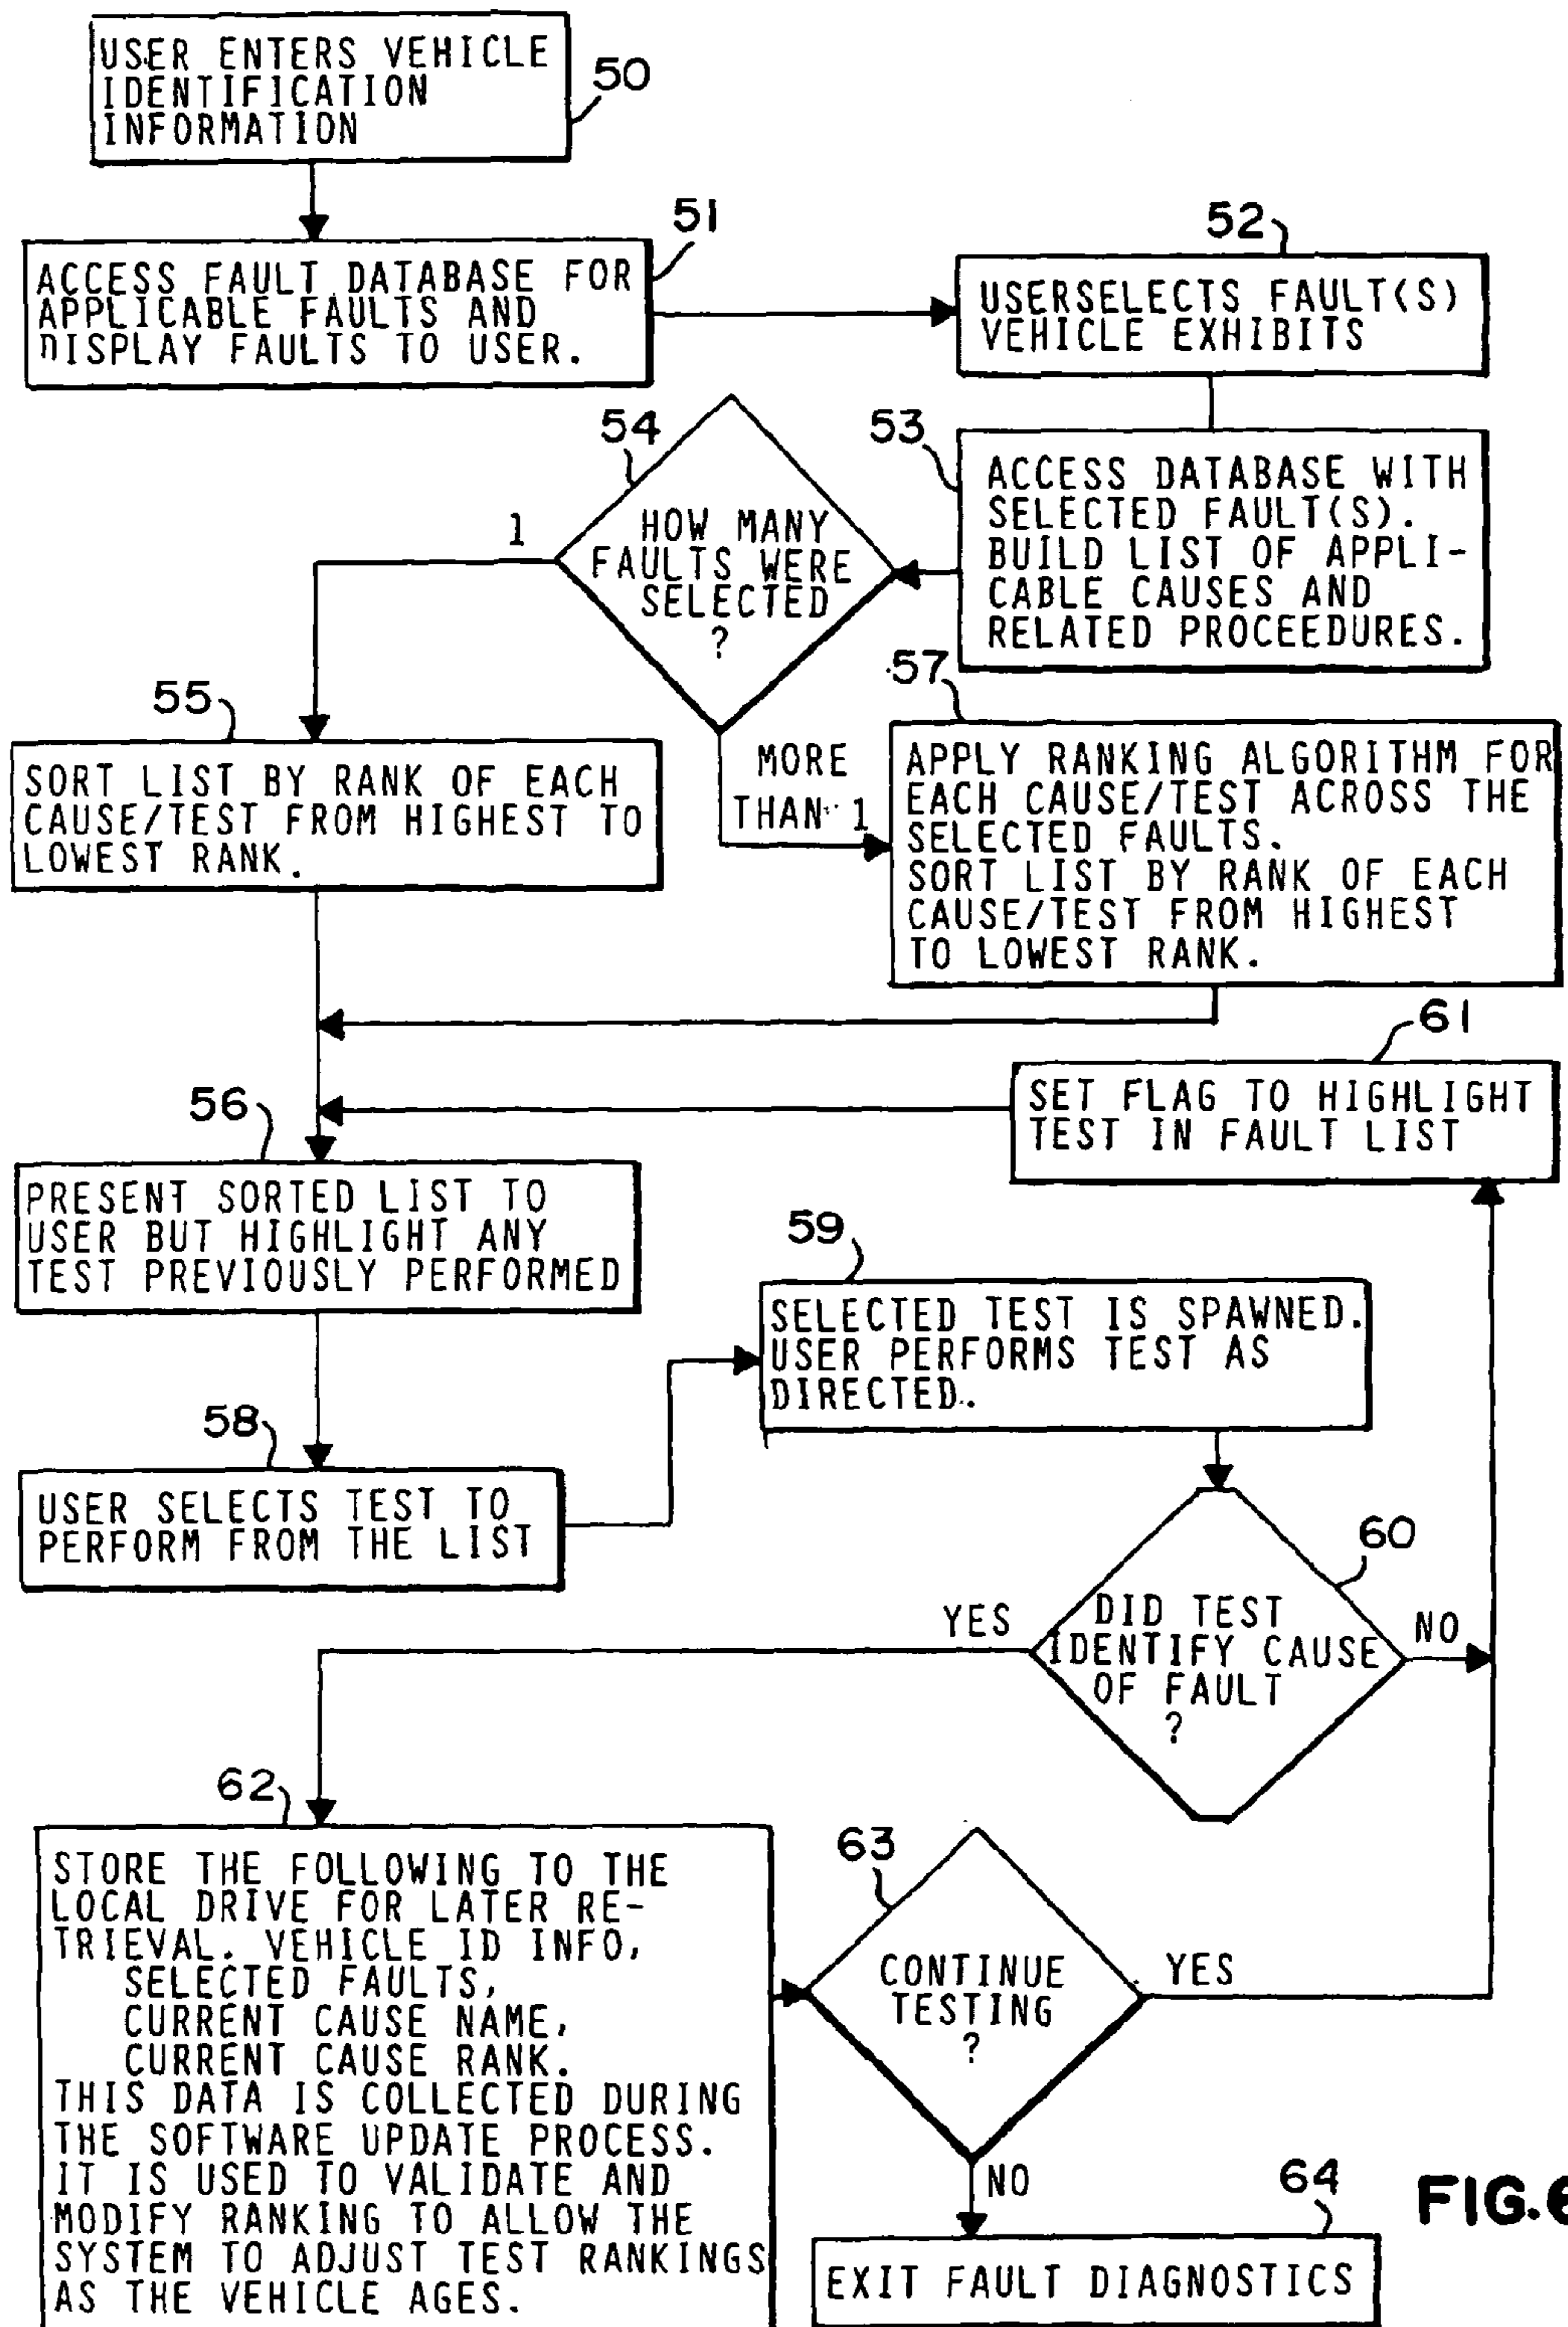 USER ENTERS VEHICLE
IDENTIFICATION
INFORMATION
50
ACCESS FAULT DATABASE FOR
APPLICABLE FAULTS AND
DISPLAY FAULTS TO USER.
51
52
USERSELECTS FAULT(S)
VEHICLE EXHIBITS
53
ACCESS DATABASE WITH
SELECTED FAULT(S).
BUILD LIST OF APPLI-
CABLE CAUSES AND
RELATED PROCEEDURES.
54
HOW MANY
FAULTS WERE
SELECTED
?
1
MORE
THAN 1
55
SORT LIST BY RANK OF EACH
CAUSE/TEST FROM HIGHEST TO
LOWEST RANK.
57
APPLY RANKING ALGORITHM FOR
EACH CAUSE/TEST ACROSS THE
SELECTED FAULTS.
SORT LIST BY RANK OF EACH
CAUSE/TEST FROM HIGHEST
TO LOWEST RANK.
61
SET FLAG TO HIGHLIGHT
TEST IN FAULT LIST
56
PRESENT SORTED LIST TO
USER BUT HIGHLIGHT ANY
TEST PREVIOUSLY PERFORMED
58
USER SELECTS TEST TO
PERFORM FROM THE LIST
59
SELECTED TEST IS SPAWNED.
USER PERFORMS TEST AS
DIRECTED.
60
DID TEST
IDENTIFY CAUSE
OF FAULT
?
YES
NO
62
STORE THE FOLLOWING TO THE
LOCAL DRIVE FOR LATER RE-
TRIEVAL. VEHICLE ID INFO,
SELECTED FAULTS,
CURRENT CAUSE NAME,
CURRENT CAUSE RANK.
THIS DATA IS COLLECTED DURING
THE SOFTWARE UPDATE PROCESS.
IT IS USED TO VALIDATE AND
MODIFY RANKING TO ALLOW THE
SYSTEM TO ADJUST TEST RANKINGS
AS THE VEHICLE AGES.
63
CONTINUE
TESTING
?
YES
NO
64
EXIT FAULT DIAGNOSTICS
FIG.6